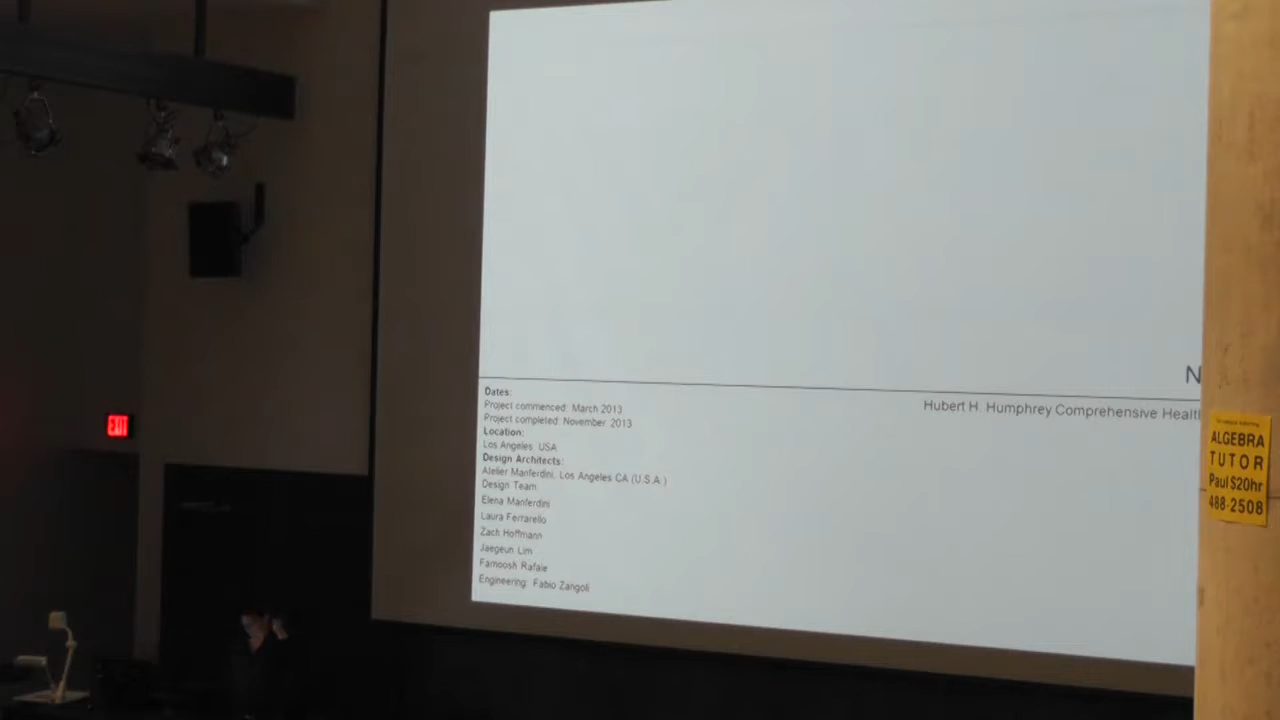 N
Hubert H. Humphrey Comprehensive Healt
Dates:
Project commenced: March 2013
Project completed: November 2013
Location:
Los Angeles, USA
Design Architects:
Atelier Manferdini, Los Angeles CA (U.S.A.)
Design Team
Elena Manferdini
Laura Ferrarello
Zach Hoffmann
Jaegeun Lim
Farnoosh Rafaie
Engineering: Fabio Zangoli
EXIT
ALGEBRA
TUTOR
Paul $20hr
488-2508